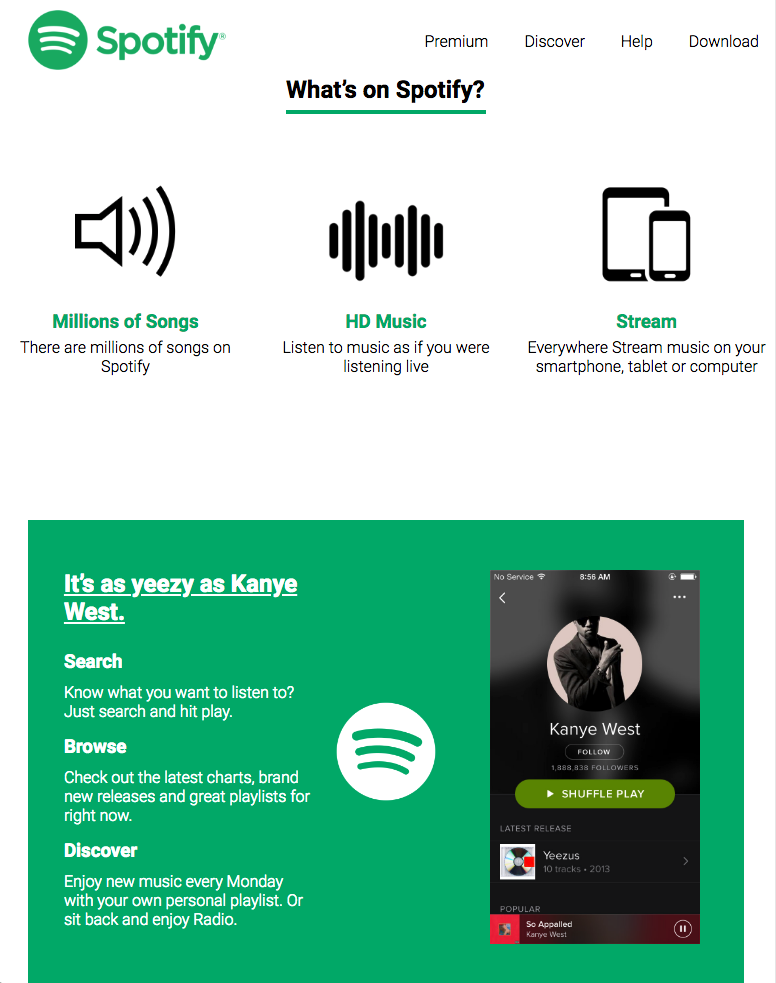 Spotify®
Premium Discover Help Download
What's on Spotify?
Millions of Songs
There are millions of songs on
Spotify
HD Music
Listen to music as if you were
listening live
Stream
Everywhere Stream music on your
smartphone, tablet or computer
It's as yeezy as Kanye
West.
Search
Know what you want to listen to?
Just search and hit play.
Browse
Check out the latest charts, brand
new releases and great playlists for
right now.
Discover
Enjoy new music every Monday
with your own personal playlist. Or
sit back and enjoy Radio.
No Service 8:56 AM
Kanye West
FOLLOW
1,888,838 FOLLOWERS
SHUFFLE PLAY
LATEST RELEASE
Yeezus
10 tracks • 2013
POPULAR
So Appalled
Kanye West